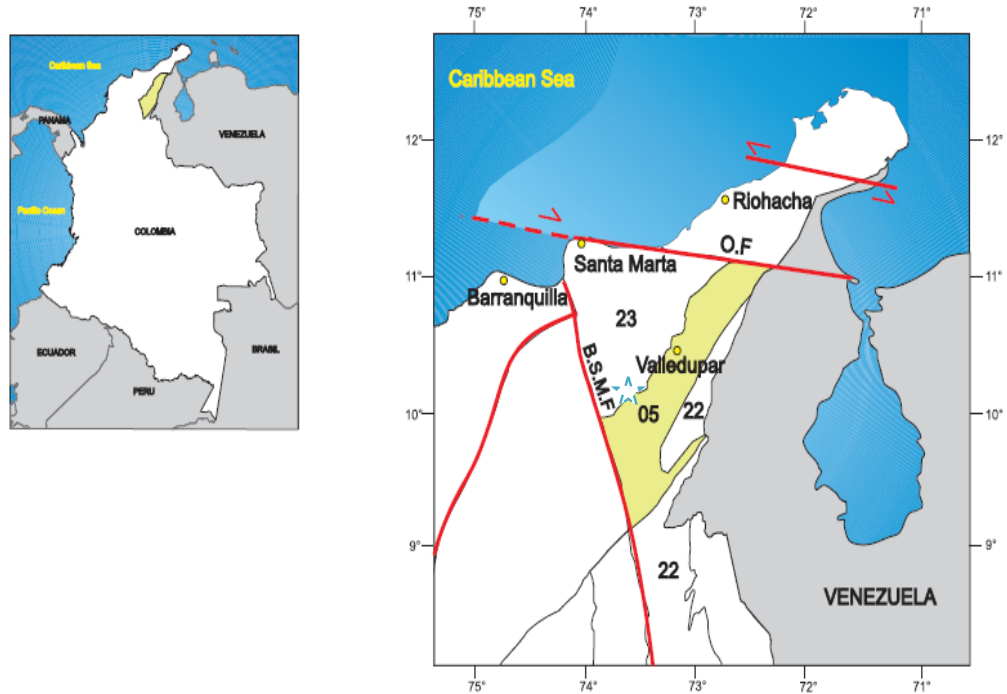 Caribbean Sea
PANAMA
VENEZUELA
Pacific Ocean
COLOMBIA
ECUADOR
BRASIL
PERU
75° 74° 73° 72° 71°
Caribbean Sea
12° 12°
Riohacha
O.F
Santa Marta
11° 11°
Barranquilla
23
B.S.M.F
Valledupar
10° 05 22 10°
9° 9°
22
VENEZUELA
75° 74° 73° 72° 71°